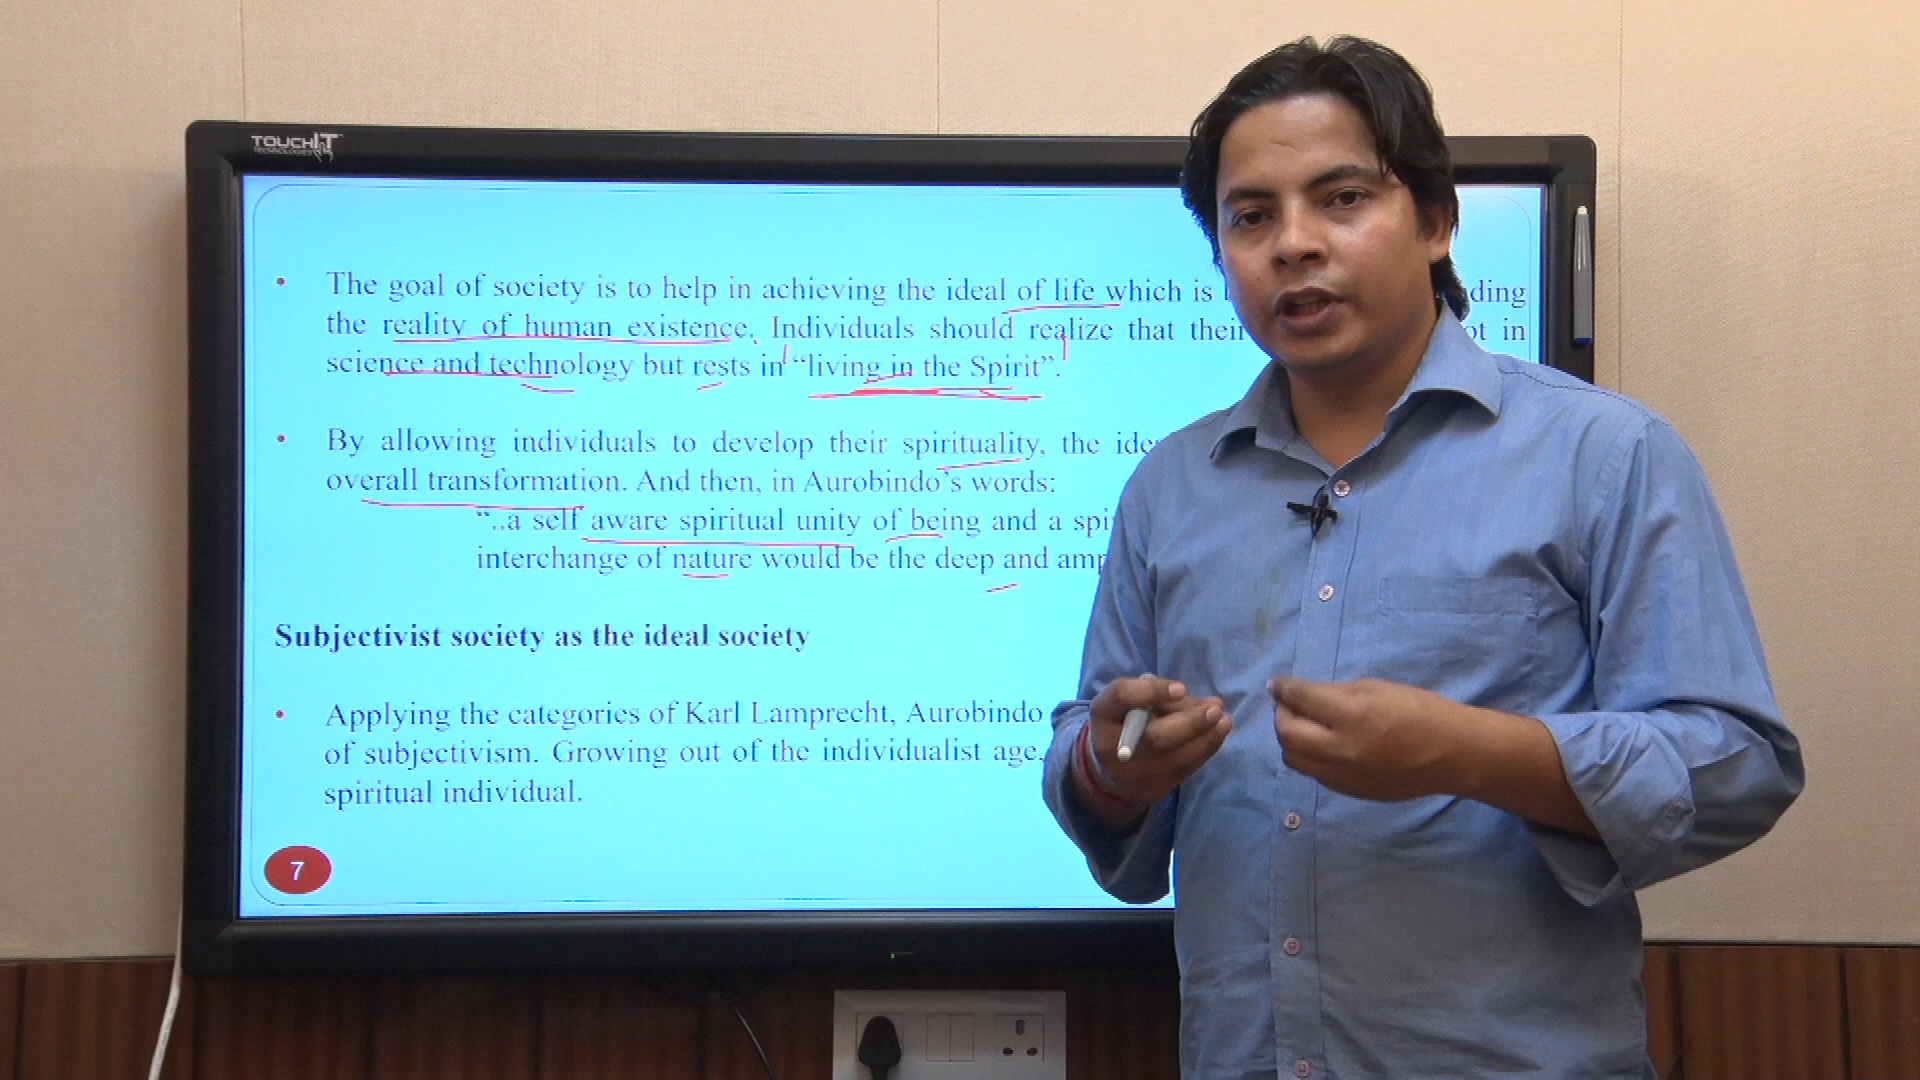 TOUCHIT
TECHNOLOGIES
• The goal of society is to help in achieving the ideal of life which is
the reality of human existence. Individuals should realize that their in
science and technology but rests in “living in the Spirit”.
• By allowing individuals to develop their spirituality, the
overall transformation. And then, in Aurobindo’s words:
“..a self aware spiritual unity of being and a
interchange of nature would be the deep and
Subjectivist society as the ideal society
• Applying the categories of Karl Lamprecht, Aurobindo
of subjectivism. Growing out of the individualist age,
spiritual individual.
7